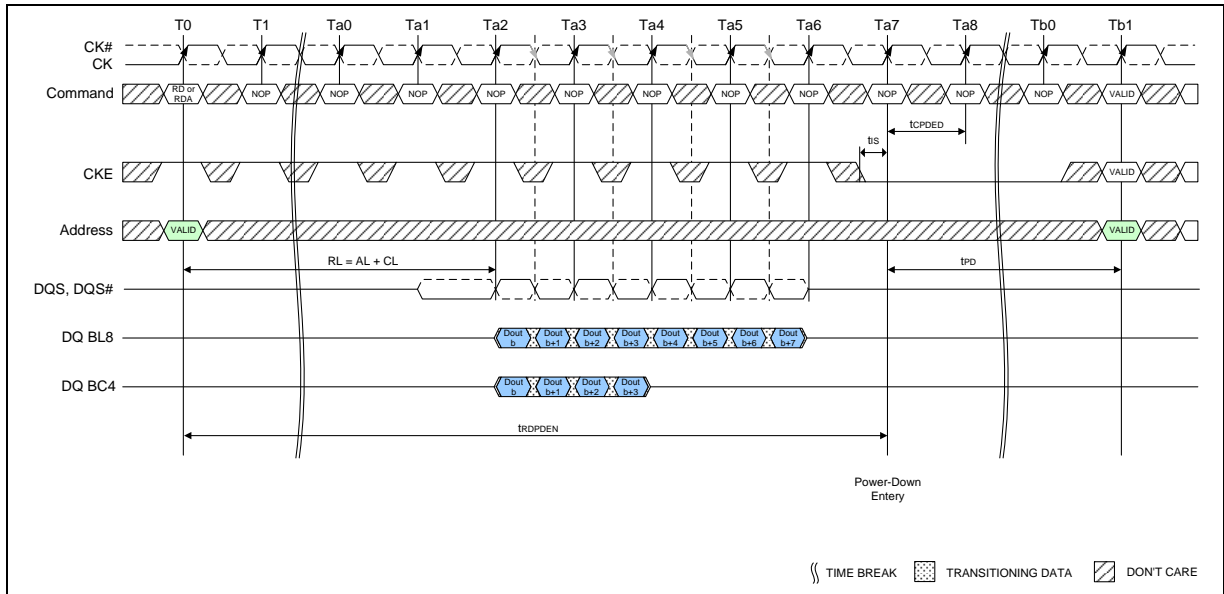 T0 T1 Ta0 Ta1 Ta2 Ta3 Ta4 Ta5 Ta6 Ta7 Ta8 Tb0 Tb1
CK#
CK
Command RD or RDA NOP NOP NOP NOP NOP NOP NOP NOP NOP NOP NOP VALID
tCPDED
tIS
CKE VALID
Address VALID VALID
RL = AL + CL tPD
DQS, DQS#
DQ BL8 Dout b Dout b+1 Dout b+2 Dout b+3 Dout b+4 Dout b+5 Dout b+6 Dout b+7
DQ BC4 Dout b Dout b+1 Dout b+2 Dout b+3
tRDPDEN
Power-Down
Entery
TIME BREAK TRANSITIONING DATA DON'T CARE